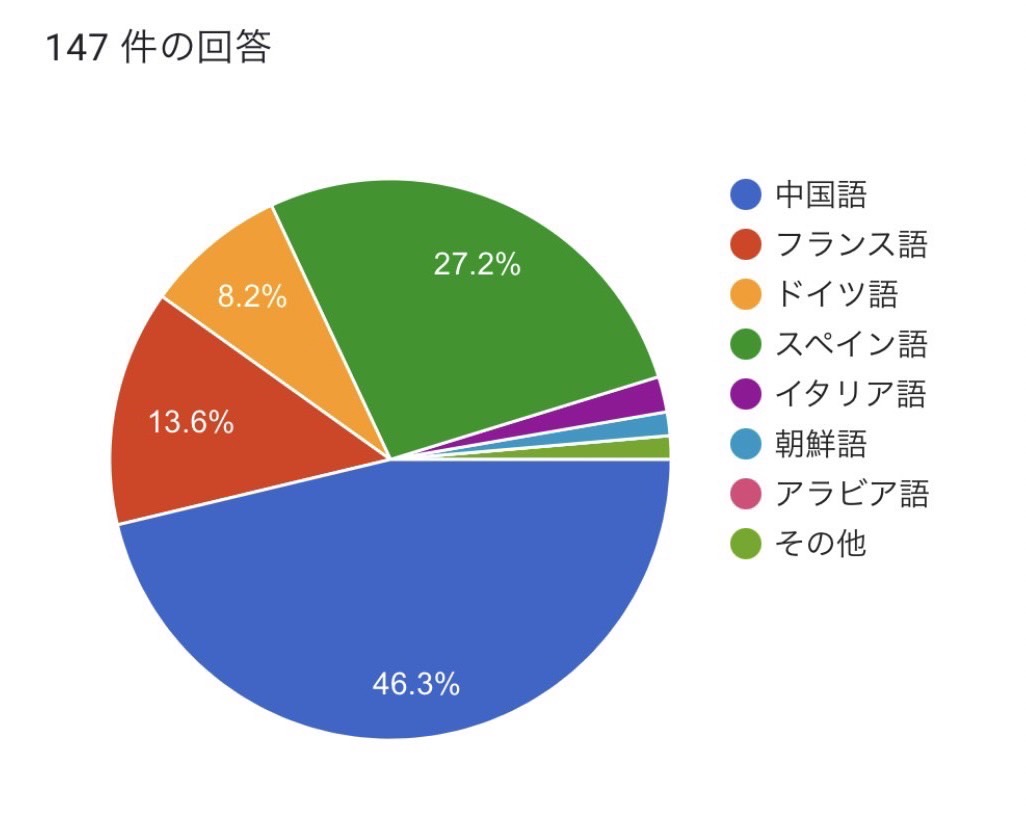 147 件の回答
27.2%
8.2%
13.6%
46.3%
中国語
フランス語
ドイツ語
スペイン語
イタリア語
朝鮮語
アラビア語
その他